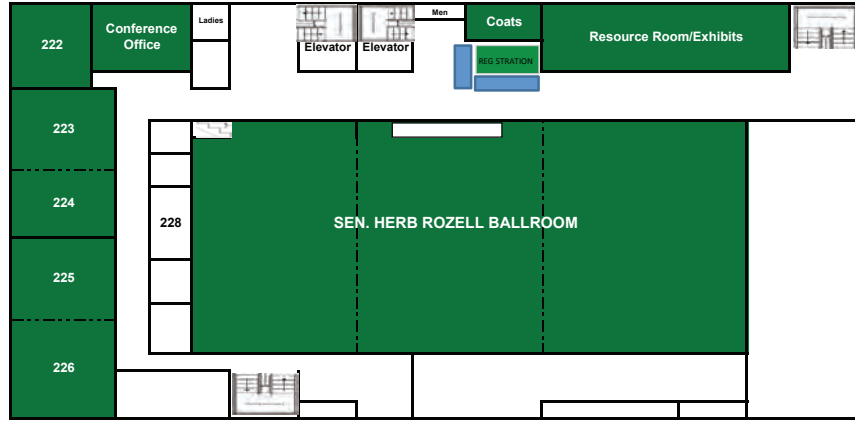 222
Conference
Office
Ladies
Elevator
Elevator
Men
Coats
REG STRATION
Resource Room/Exhibits
223
224
228
SEN. HERB ROZELL BALLROOM
225
226